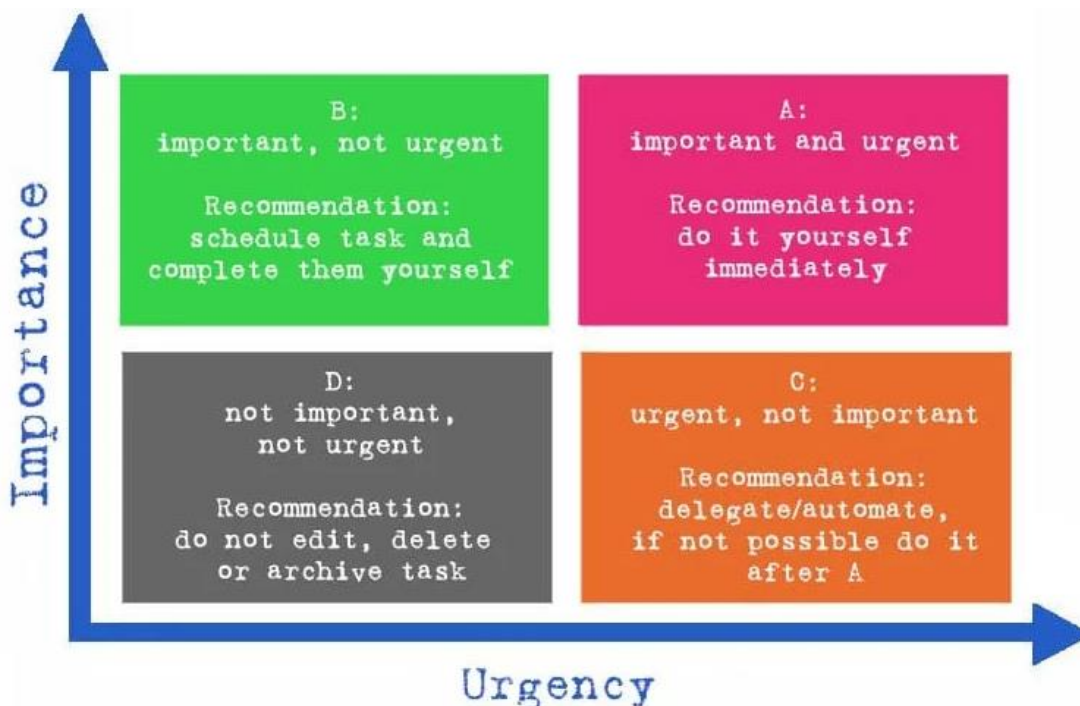 Importance
B:
important, not urgent
Recommendation:
schedule task and
complete them yourself
A:
important and urgent
Recommendation:
do it yourself
immediately
D:
not important,
not urgent
Recommendation:
do not edit, delete
or archive task
C:
urgent, not important
Recommendation:
delegate/automate,
if not possible do it
after A
Urgency